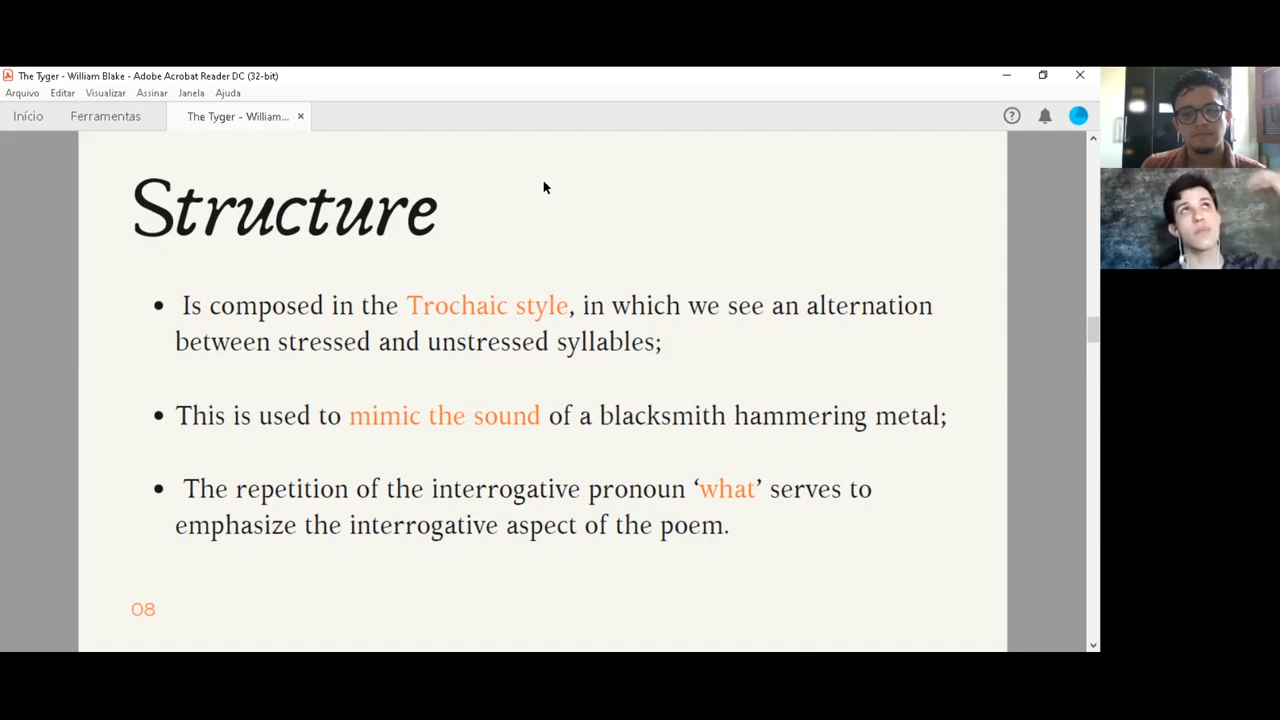 The Tyger - William Blake - Adobe Acrobat Reader DC (32-bit)
Arquivo Editar Visualizar Assinar Janela Ajuda
Início Ferramentas The Tyger - William...
Structure
• Is composed in the Trochaic style, in which we see an alternation
between stressed and unstressed syllables;
• This is used to mimic the sound of a blacksmith hammering metal;
• The repetition of the interrogative pronoun ‘what’ serves to
emphasize the interrogative aspect of the poem.
08